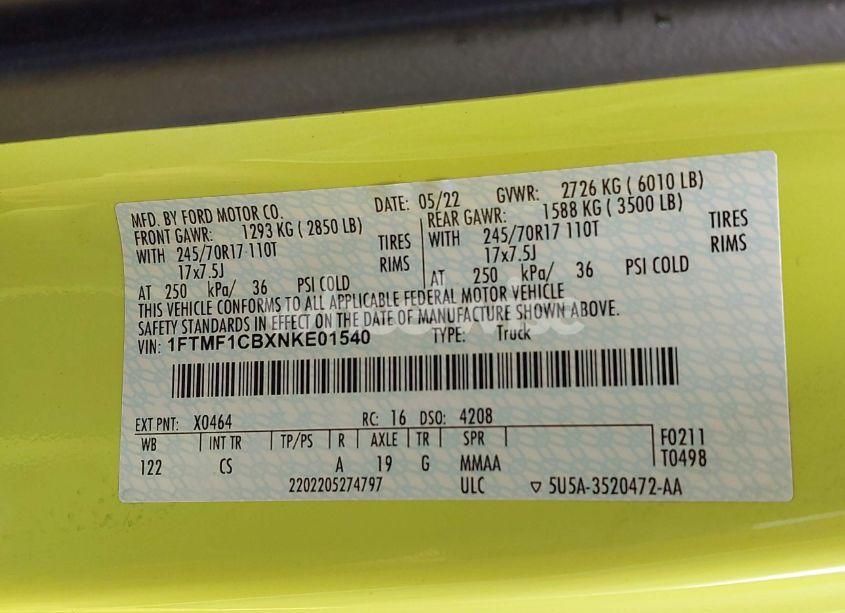 MFD. BY FORD MOTOR CO. DATE: 05/22 GVWR: 2726 KG ( 6010 LB)
FRONT GAWR: 1293 KG ( 2850 LB) REAR GAWR: 1588 KG ( 3500 LB)
WITH 245/70R17 110T TIRES WITH 245/70R17 110T TIRES
17x7.5J RIMS 17x7.5J RIMS
AT 250 kPa/ 36 PSI COLD AT 250 kPa/ 36 PSI COLD
THIS VEHICLE CONFORMS TO ALL APPLICABLE FEDERAL MOTOR VEHICLE
SAFETY STANDARDS IN EFFECT ON THE DATE OF MANUFACTURE SHOWN ABOVE.
VIN: 1FTMF1CBXNKE01540 TYPE: Truck
EXT PNT: X0464 RC: 16 DSO: 4208
WB INT TR TP/PS R AXLE TR SPR F0211
122 CS A 19 G MMAA T0498
2202205274797 ULC ▽ 5U5A-3520472-AA